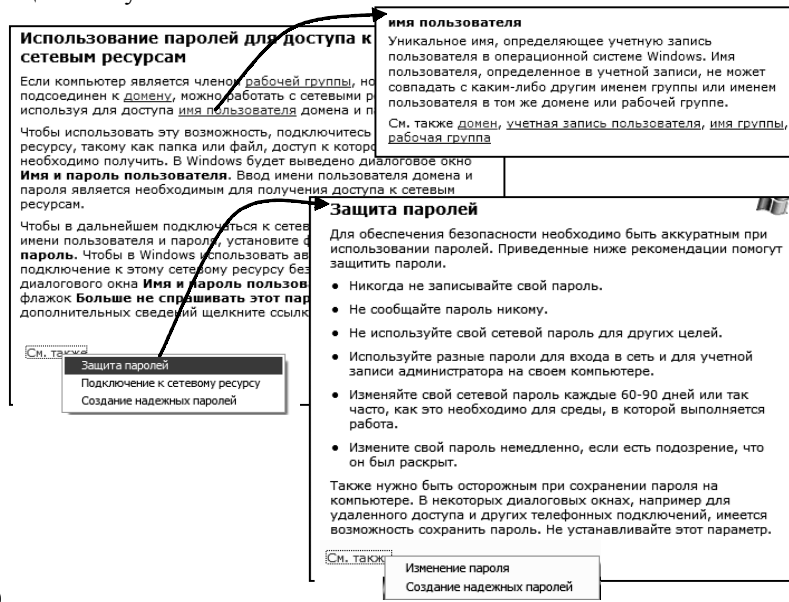 Использование паролей для доступа к
сетевым ресурсам
Если компьютер является членом рабочей группы, но
подсоединен к домену, можно работать с сетевыми
используя для доступа имя пользователя домена и
Чтобы использовать эту возможность, подключитесь
ресурсу, такому как папка или файл, доступ к
необходимо получить. В Windows будет выведено диалоговое окно
Имя и пароль пользователя. Ввод имени пользователя домена и
пароля является необходимым для получения доступа к сетевым
ресурсам.
Чтобы в дальнейшем подключаться к
имени пользователя и пароля, установите
пароль. Чтобы в Windows использовать
подключение к этому сетевому ресурсу
диалогового окна Имя и пароль
флажок Больше не спрашивать этот
дополнительных сведений щелкните
См. также
Защита паролей
Подключение к сетевому ресурсу
Создание надежных паролей
имя пользователя
Уникальное имя, определяющее учетную запись
пользователя в операционной системе Windows. Имя
пользователя, определенное в учетной записи, не может
совпадать с каким-либо другим именем группы или именем
пользователя в том же домене или рабочей группе.
См. также домен, учетная запись пользователя, имя группы,
рабочая группа
Защита паролей
Для обеспечения безопасности необходимо быть аккуратным при
использовании паролей. Приведенные ниже рекомендации помогут
защитить пароли.
• Никогда не записывайте свой пароль.
• Не сообщайте пароль никому.
• Не используйте свой сетевой пароль для других целей.
• Используйте разные пароли для входа в сеть и для учетной
записи администратора на своем компьютере.
• Изменяйте свой сетевой пароль каждые 60-90 дней или так
часто, как это необходимо для среды, в которой выполняется
работа.
• Измените свой пароль немедленно, если есть подозрение, что
он был раскрыт.
Также нужно быть осторожным при сохранении пароля на
компьютере. В некоторых диалоговых окнах, например для
удаленного доступа и других телефонных подключений, имеется
возможность сохранить пароль. Не устанавливайте этот параметр.
См. также
Изменение пароля
Создание надежных паролей